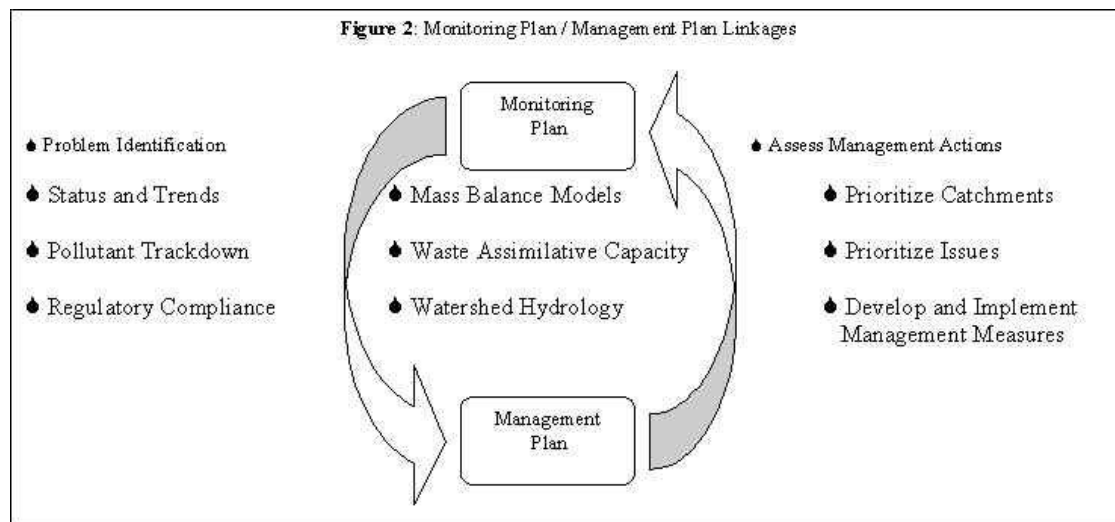 Figure 2: Monitoring Plan / Management Plan Linkages
Monitoring
Plan
Problem Identification
Status and Trends
Pollutant Trackdown
Regulatory Compliance
Mass Balance Models
Waste Assimilative Capacity
Watershed Hydrology
Assess Management Actions
Prioritize Catchments
Prioritize Issues
Develop and Implement
Management Measures
Management
Plan